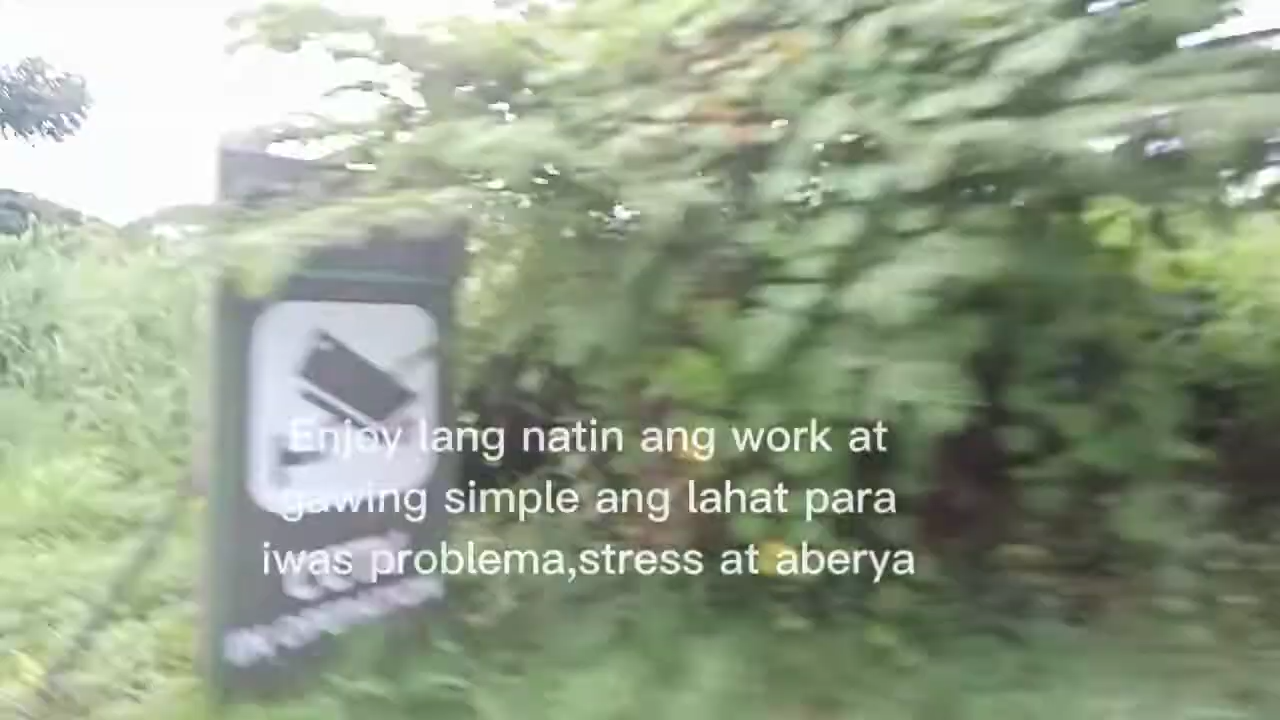 Enjoy lang natin ang work at
gawing simple ang lahat para
iwas problema,stress at aberya